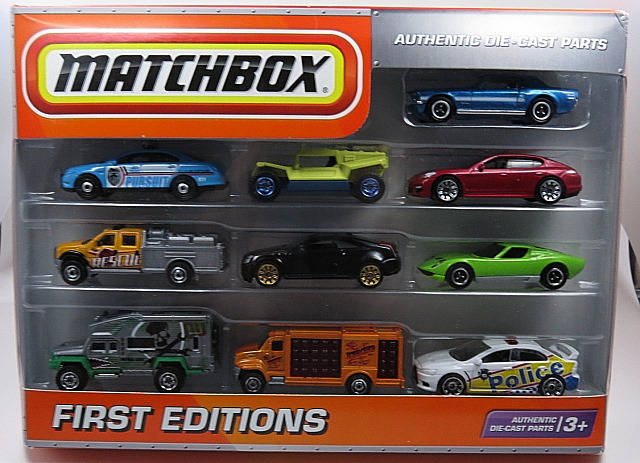 MATCHBOX®
AUTHENTIC DIE-CAST PARTS
PURSUIT
RESCUE
Police
FIRST EDITIONS
AUTHENTIC
DIE-CAST PARTS
3+